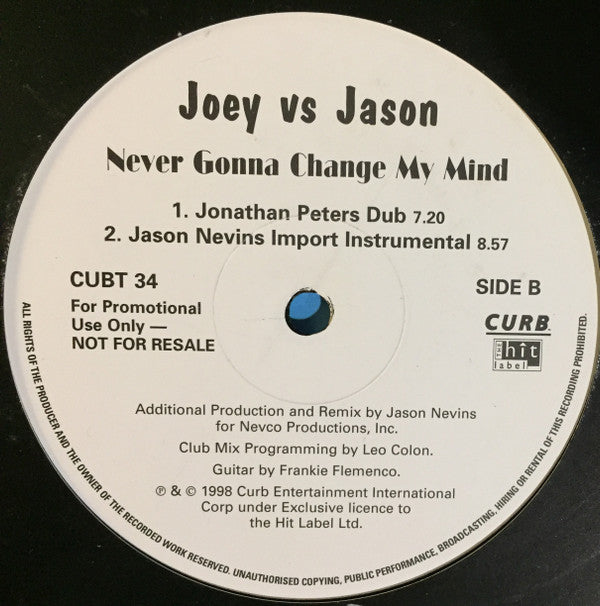 Joey vs Jason
Never Gonna Change My Mind
1. Jonathan Peters Dub 7.20
2. Jason Nevins Import Instrumental 8.57
CUBT 34
For Promotional
Use Only —
NOT FOR RESALE
SIDE B
CURB
THE
hit
label
Additional Production and Remix by Jason Nevins
for Nevco Productions, Inc.
Club Mix Programming by Leo Colon.
Guitar by Frankie Flemenco.
℗ & © 1998 Curb Entertainment International
Corp under Exclusive licence to
the Hit Label Ltd.
ALL RIGHTS OF THE PRODUCER AND THE OWNER OF THE RECORDED WORK RESERVED. UNAUTHORISED COPYING, PUBLIC PERFORMANCE, BROADCASTING, HIRING OR RENTAL OF THIS RECORDING PROHIBITED.